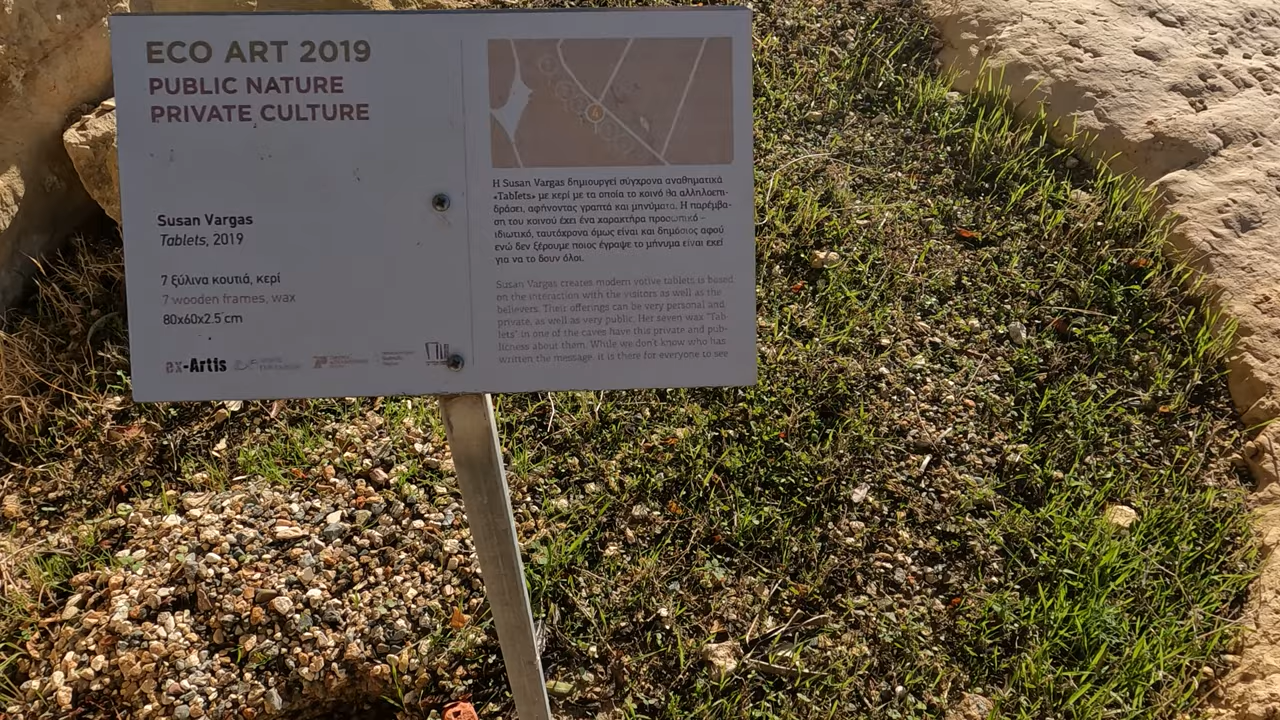 ECO ART 2019
PUBLIC NATURE
PRIVATE CULTURE
Susan Vargas
Tablets, 2019
7 ξύλινα κουτιά, κερί
7 wooden frames, wax
80x60x2.5 cm
ex-Artis
4
Η Susan Vargas δημιουργεί σύγχρονα αναθηματικά
«Tablets» με κερί με τα οποία το κοινό θα αλληλοεπι-
δράσει, αφήνοντας γραπτά και μηνύματα. Η παρέμβα-
ση του κοινού έχει ένα χαρακτήρα προσωπικό –
ιδιωτικό, ταυτόχρονα όμως είναι και δημόσιος αφού
ενώ δεν ξέρουμε ποιος έγραψε το μήνυμα είναι εκεί
για να το δουν όλοι.
Susan Vargas creates modern votive tablets is based
on the interaction with the visitors as well as the
believers. Their offerings can be very personal and
private, as well as very public. Her seven wax "Tab-
lets" in one of the caves have this private and pub-
licness about them. While we don't know who has
written the message, it is there for everyone to see